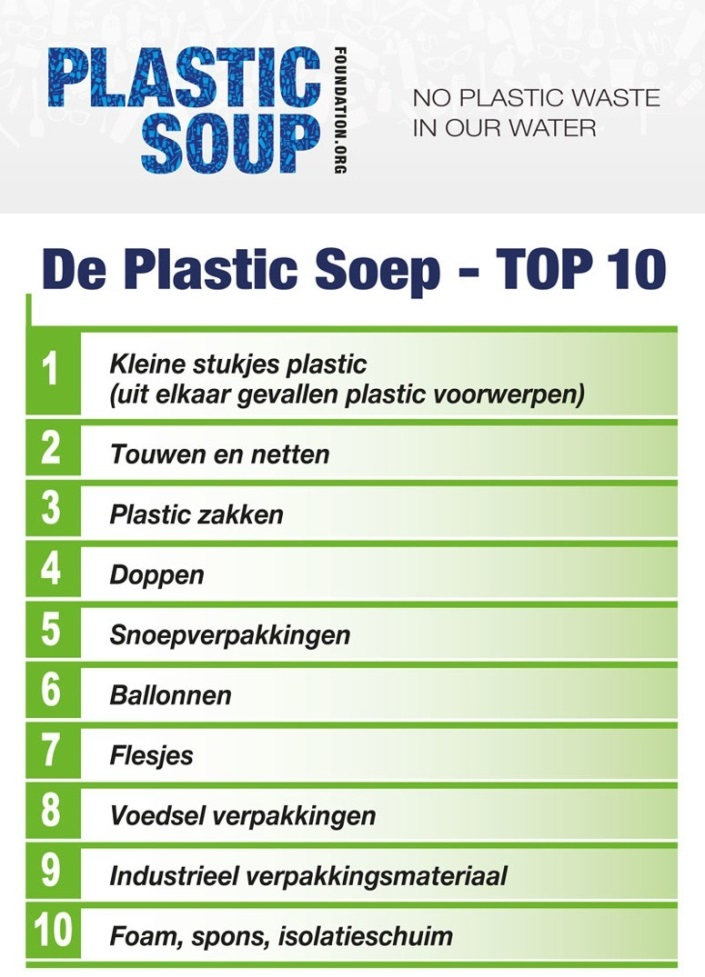 PLASTIC
SOUP
FOUNDATION.ORG
NO PLASTIC WASTE
IN OUR WATER
De Plastic Soep - TOP 10
1 Kleine stukjes plastic
(uit elkaar gevallen plastic voorwerpen)
2 Touwen en netten
3 Plastic zakken
4 Doppen
5 Snoepverpakkingen
6 Ballonnen
7 Flesjes
8 Voedsel verpakkingen
9 Industrieel verpakkingsmateriaal
10 Foam, spons, isolatieschuim